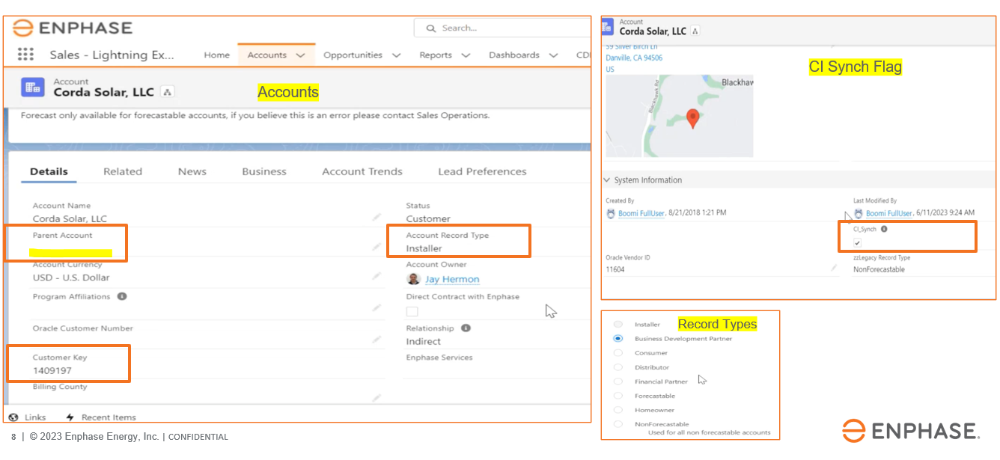 ENPHASE
Search...
Sales - Lightning Ex...
Home
Accounts
Opportunities
Reports
Dashboards
Account
Corda Solar, LLC
Accounts
Forecast only available for forecastable accounts, if you believe this is an error please contact Sales Operations.
Details
Related
News
Business
Account Trends
Lead Preferences
Account Name
Corda Solar, LLC
Status
Customer
Parent Account
Account Record Type
Installer
Account Currency
USD - U.S. Dollar
Account Owner
Jay Hermon
Program Affiliations
Direct Contract with Enphase
Oracle Customer Number
Relationship
Indirect
Customer Key
1409197
Enphase Services
Billing County
Links
Recent Items
8 | © 2023 Enphase Energy, Inc. | CONFIDENTIAL
Account
Corda Solar, LLC
CI Synch Flag
59 Silver Birch Ln
Danville, CA 94506
US
Blackhaw
Blackhawk Rd
System Information
Created By
Boomi FullUser, 8/21/2018 1:21 PM
Last Modified By
Boomi FullUser, 6/11/2023 9:24 AM
CI_Synch
Oracle Vendor ID
11604
zzLegacy Record Type
NonForecastable
Record Types
Installer
Business Development Partner
Consumer
Distributor
Financial Partner
Forecastable
Homeowner
NonForecastable
Used for all non forecastable accounts
ENPHASE.